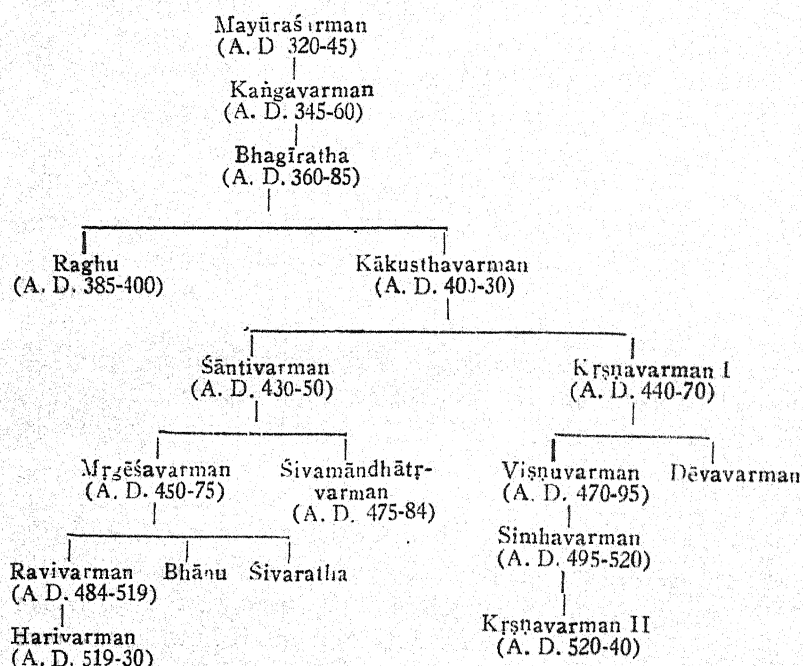 Mayūraśarman
(A. D 320-45)
Kaṅgavarman
(A. D. 345-60)
Bhagīratha
(A. D. 360-85)
Raghu Kākusthavarman
(A. D. 385-400) (A. D. 400-30)
Śāntivarman Kṛṣṇavarman I
(A. D. 430-50) (A. D. 440-70)
Mṛgēśavarman Śivamāndhātṛ- Viṣṇuvarman Dēvavarman
(A. D. 450-75) varman (A. D. 470-95)
(A. D. 475-84)
Simhavarman
(A. D. 495-520)
Ravivarman Bhānu Śivaratha
(A D. 484-519)
Harivarman Kṛṣṇavarman II
(A. D. 519-30) (A. D. 520-40)